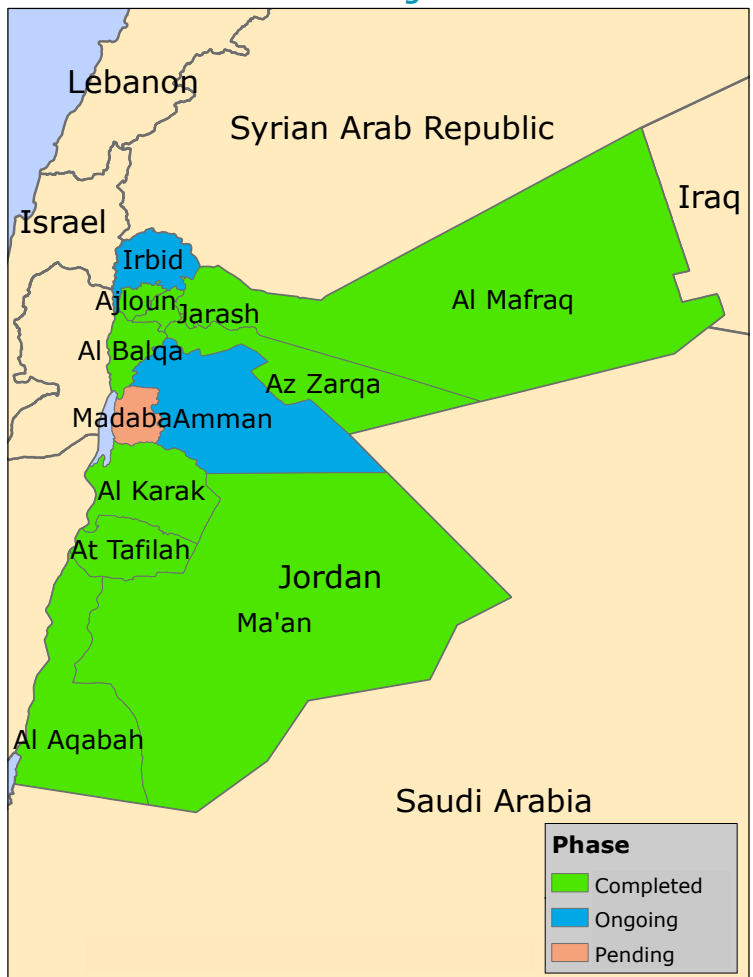 Lebanon
Syrian Arab Republic
Iraq
Israel
Irbid
Ajloun
Jarash
Al Mafraq
Al Balqa
Az Zarqa
Madaba
Amman
Al Karak
At Tafilah
Jordan
Ma'an
Al Aqabah
Saudi Arabia
Phase
Completed
Ongoing
Pending